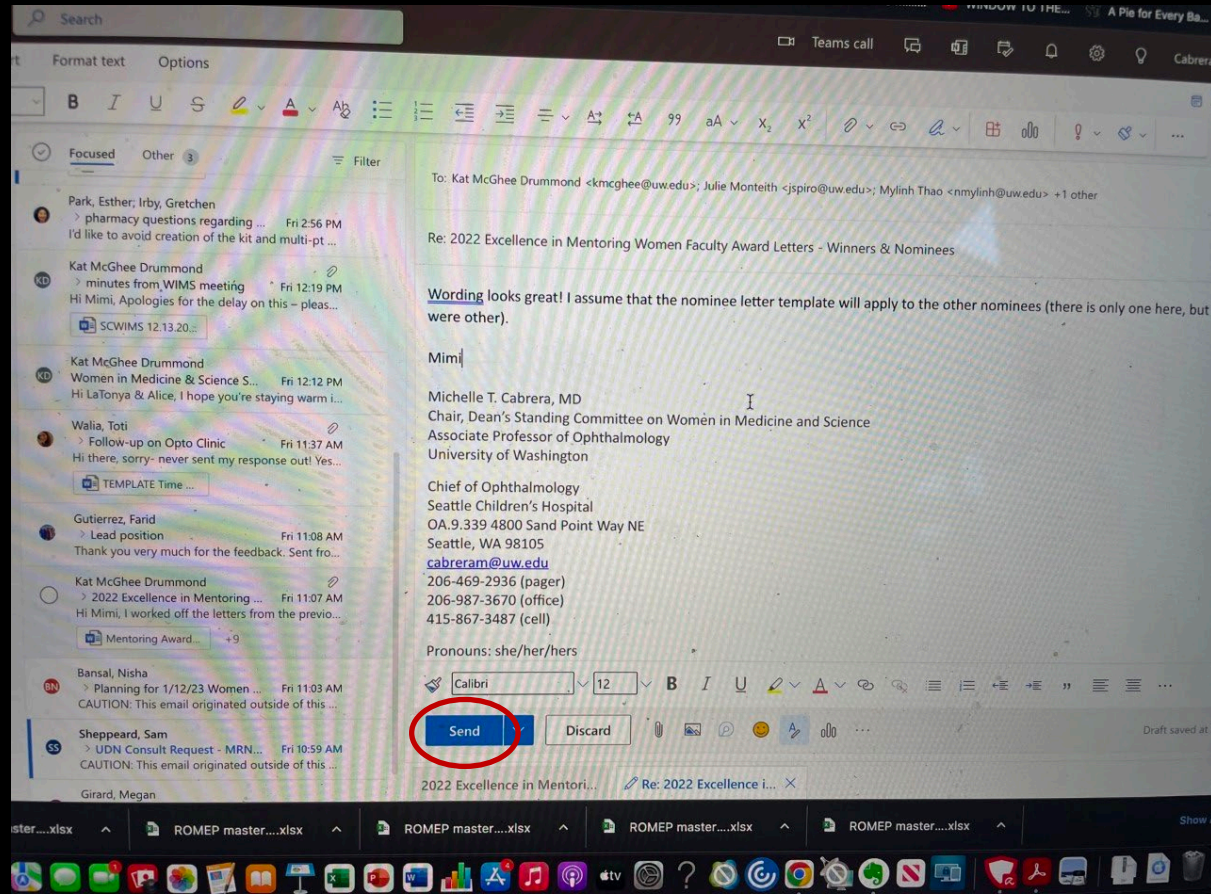 WINDOW TO THE...
A Pie for Every Ba...
Search
Teams call
Cabrera
Format text
Options
Focused
Other 3
Filter
Park, Esther; Irby, Gretchen
> pharmacy questions regarding ... Fri 2:56 PM
I'd like to avoid creation of the kit and multi-pt ...
KD
Kat McGhee Drummond
> minutes from WIMS meeting Fri 12:19 PM
Hi Mimi, Apologies for the delay on this – pleas...
SCWIMS 12.13.20...
KD
Kat McGhee Drummond
Women in Medicine & Science S... Fri 12:12 PM
Hi LaTonya & Alice, I hope you're staying warm i...
Walia, Toti
> Follow-up on Opto Clinic Fri 11:37 AM
Hi there, sorry- never sent my response out! Yes...
TEMPLATE Time ...
Gutierrez, Farid
> Lead position Fri 11:08 AM
Thank you very much for the feedback. Sent fro...
Kat McGhee Drummond
> 2022 Excellence in Mentoring ... Fri 11:07 AM
Hi Mimi, I worked off the letters from the previo...
Mentoring Award... +9
BN
Bansal, Nisha
> Planning for 1/12/23 Women ... Fri 11:03 AM
CAUTION: This email originated outside of this ...
SS
Sheppeard, Sam
> UDN Consult Request - MRN... Fri 10:59 AM
CAUTION: This email originated outside of this ...
Girard, Megan
To: Kat McGhee Drummond <kmcghee@uw.edu>; Julie Monteith <jspiro@uw.edu>; Mylinh Thao <nmylinh@uw.edu> +1 other
Re: 2022 Excellence in Mentoring Women Faculty Award Letters - Winners & Nominees
Wording looks great! I assume that the nominee letter template will apply to the other nominees (there is only one here, but
were other).
Mimi
Michelle T. Cabrera, MD
Chair, Dean's Standing Committee on Women in Medicine and Science
Associate Professor of Ophthalmology
University of Washington
Chief of Ophthalmology
Seattle Children's Hospital
OA.9.339 4800 Sand Point Way NE
Seattle, WA 98105
cabreram@uw.edu
206-469-2936 (pager)
206-987-3670 (office)
415-867-3487 (cell)
Pronouns: she/her/hers
Calibri 12 B I U
Send
Discard
Draft saved at
2022 Excellence in Mentori...
Re: 2022 Excellence i...
ster....xlsx
ROMEP master....xlsx
ROMEP master....xlsx
ROMEP master....xlsx
ROMEP master....xlsx
Show
tv